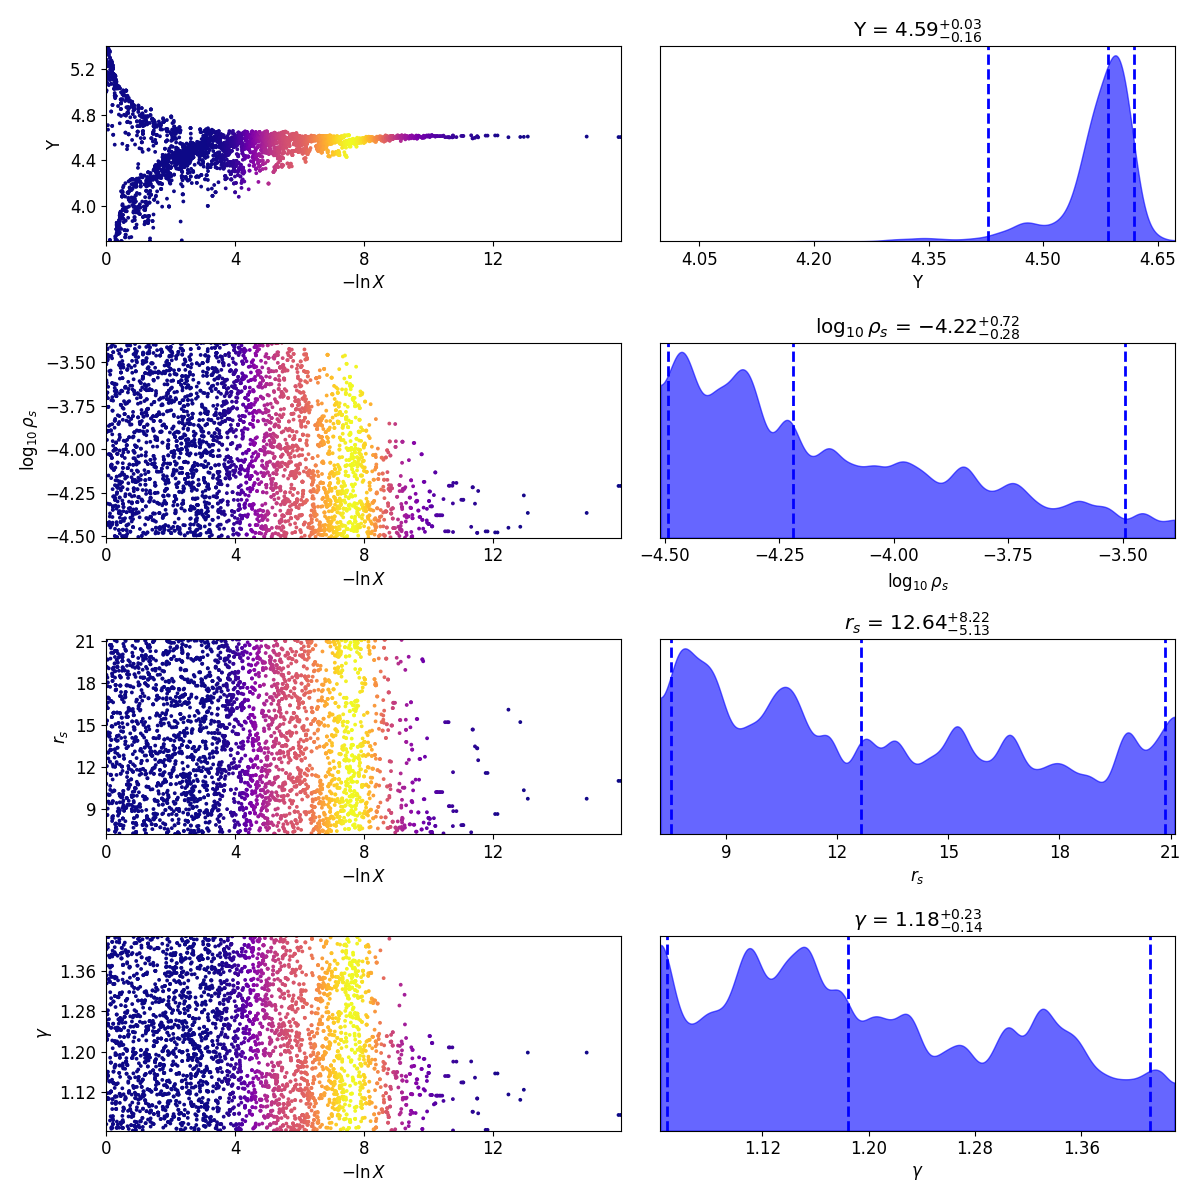 Y = 4.59^{+0.03}_{−0.16}
5.2
4.8
4.4
4.0
Y
0 4 8 12
−ln X
4.05 4.20 4.35 4.50 4.65
Y
log₁₀ ρₛ = −4.22^{+0.72}_{−0.28}
−3.50
−3.75
−4.00
−4.25
−4.50
log₁₀ ρₛ
0 4 8 12
−ln X
−4.50 −4.25 −4.00 −3.75 −3.50
log₁₀ ρₛ
rₛ = 12.64^{+8.22}_{−5.13}
21
18
15
12
9
rₛ
0 4 8 12
−ln X
9 12 15 18 21
rₛ
γ = 1.18^{+0.23}_{−0.14}
1.36
1.28
1.20
1.12
γ
0 4 8 12
−ln X
1.12 1.20 1.28 1.36
γ